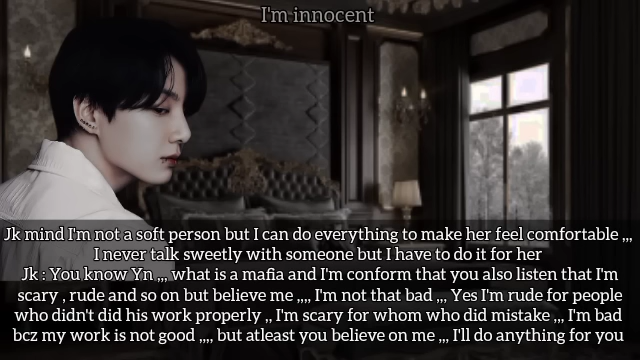 I'm innocent
Jk mind I'm not a soft person but I can do everything to make her feel comfortable ,,,
I never talk sweetly with someone but I have to do it for her
Jk : You know Yn ,,, what is a mafia and I'm conform that you also listen that I'm
scary , rude and so on but believe me ,,,, I'm not that bad ,,, Yes I'm rude for people
who didn't did his work properly ,, I'm scary for whom who did mistake ,,, I'm bad
bcz my work is not good ,,,, but atleast you believe on me ,,, I'll do anything for you